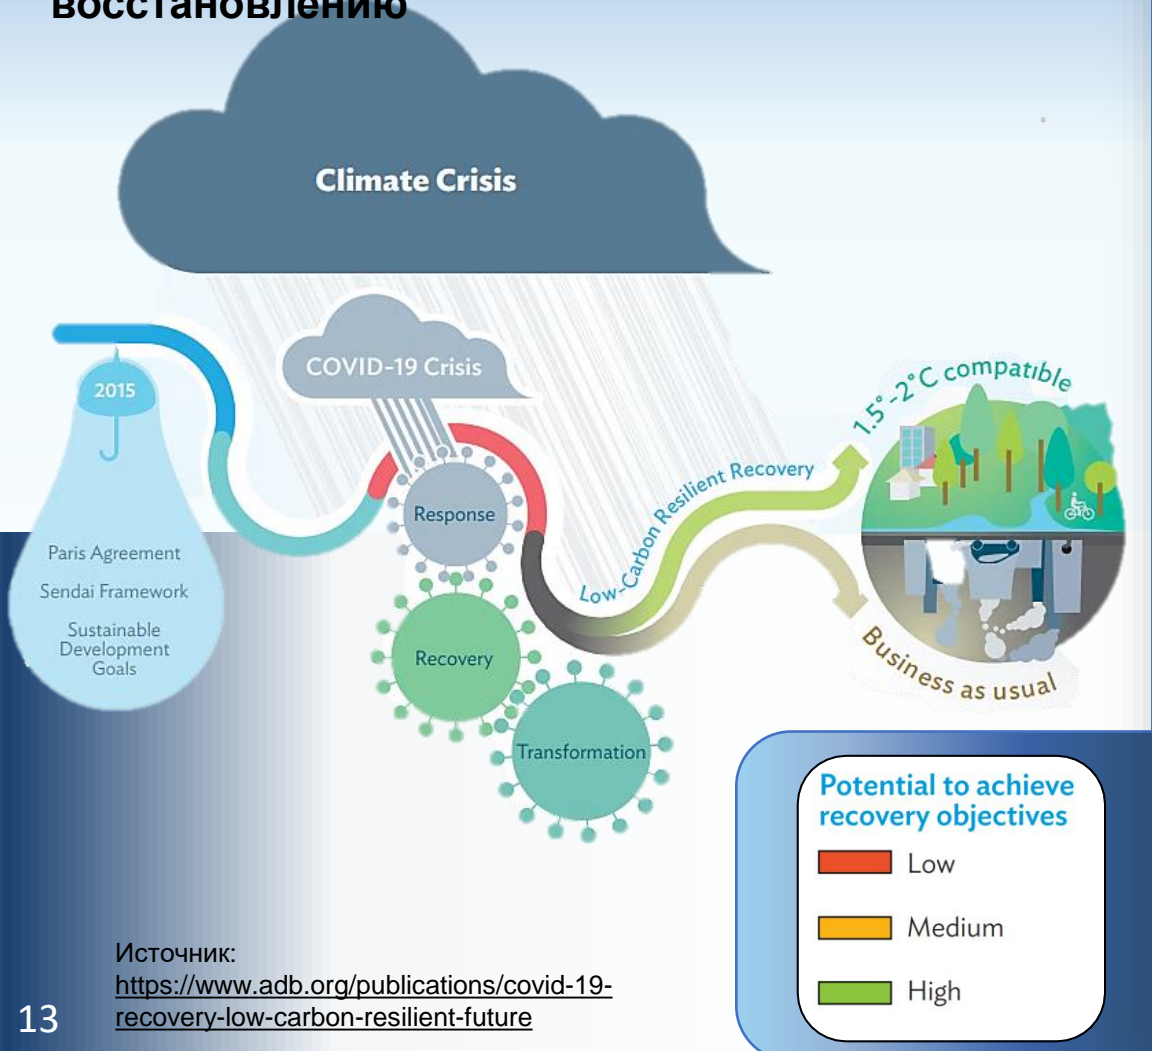 восстановлению
Climate Crisis
COVID-19 Crisis
2015
1.5°-2°C compatible
Low-Carbon Resilient Recovery
Response
Paris Agreement
Sendai Framework
Sustainable
Development
Goals
Recovery
Business as usual
Transformation
Potential to achieve
recovery objectives
Low
Medium
High
Источник:
https://www.adb.org/publications/covid-19-
recovery-low-carbon-resilient-future
13